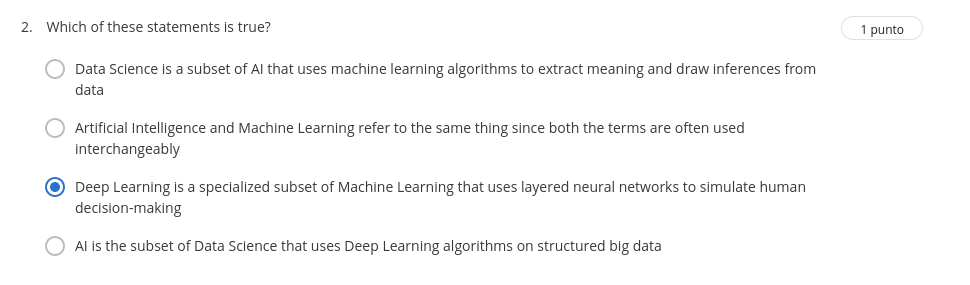 2. Which of these statements is true?
1 punto
Data Science is a subset of AI that uses machine learning algorithms to extract meaning and draw inferences from
data
Artificial Intelligence and Machine Learning refer to the same thing since both the terms are often used
interchangeably
Deep Learning is a specialized subset of Machine Learning that uses layered neural networks to simulate human
decision-making
AI is the subset of Data Science that uses Deep Learning algorithms on structured big data